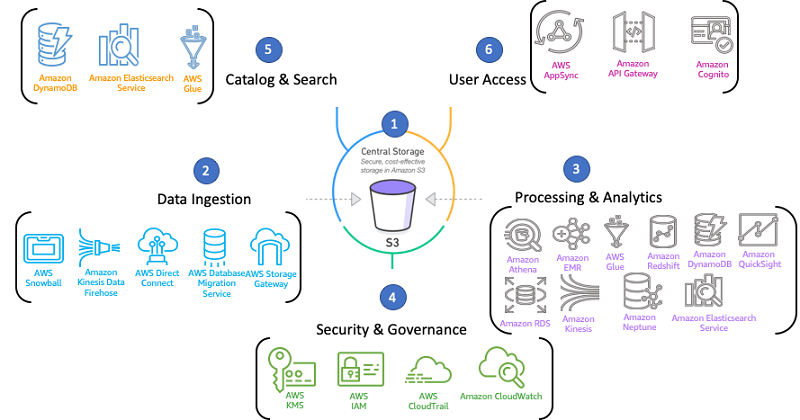 5
Catalog & Search
Amazon
DynamoDB
Amazon Elasticsearch
Service
AWS
Glue
6
User Access
AWS
AppSync
Amazon
API Gateway
Amazon
Cognito
1
Central Storage
Secure, cost-effective
storage in Amazon S3
S3
2
Data Ingestion
AWS
Snowball
Amazon
Kinesis Data
Firehose
AWS Direct
Connect
AWS Database
Migration
Service
AWS Storage
Gateway
3
Processing & Analytics
Amazon
Athena
Amazon
EMR
AWS
Glue
Amazon
Redshift
Amazon
DynamoDB
Amazon
QuickSight
Amazon RDS
Amazon
Kinesis
Amazon
Neptune
Amazon Elasticsearch
Service
4
Security & Governance
AWS
KMS
AWS
IAM
AWS
CloudTrail
Amazon CloudWatch